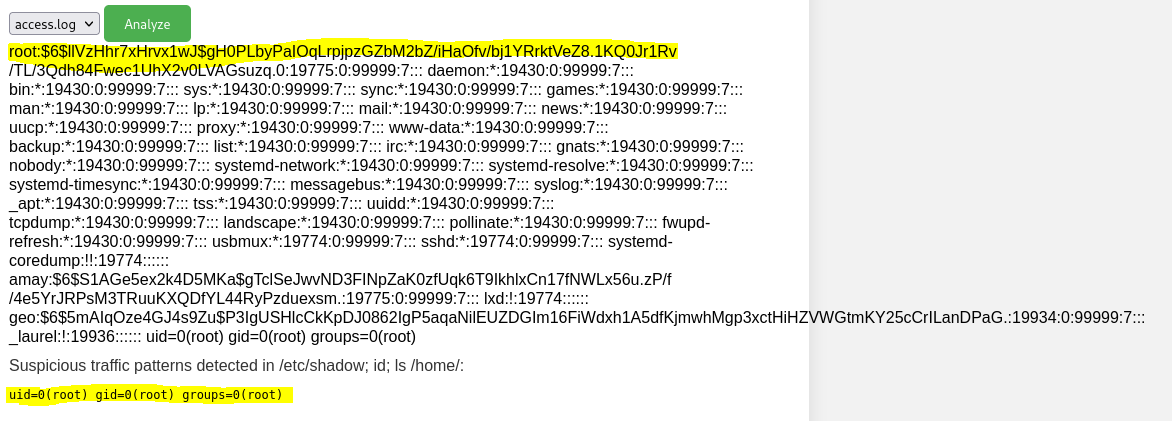 access.log
Analyze
root:$6$llVzHhr7xHrvx1wJ$gH0PLbyPaIOqLrpjpzGZbM2bZ/iHaOfv/bj1YRrktVeZ8.1KQ0Jr1Rv
/TL/3Qdh84Fwec1UhX2v0LVAGsuzq.0:19775:0:99999:7::: daemon:*:19430:0:99999:7:::
bin:*:19430:0:99999:7::: sys:*:19430:0:99999:7::: sync:*:19430:0:99999:7::: games:*:19430:0:99999:7:::
man:*:19430:0:99999:7::: lp:*:19430:0:99999:7::: mail:*:19430:0:99999:7::: news:*:19430:0:99999:7:::
uucp:*:19430:0:99999:7::: proxy:*:19430:0:99999:7::: www-data:*:19430:0:99999:7:::
backup:*:19430:0:99999:7::: list:*:19430:0:99999:7::: irc:*:19430:0:99999:7::: gnats:*:19430:0:99999:7:::
nobody:*:19430:0:99999:7::: systemd-network:*:19430:0:99999:7::: systemd-resolve:*:19430:0:99999:7:::
systemd-timesync:*:19430:0:99999:7::: messagebus:*:19430:0:99999:7::: syslog:*:19430:0:99999:7:::
_apt:*:19430:0:99999:7::: tss:*:19430:0:99999:7::: uuidd:*:19430:0:99999:7:::
tcpdump:*:19430:0:99999:7::: landscape:*:19430:0:99999:7::: pollinate:*:19430:0:99999:7::: fwupd-
refresh:*:19430:0:99999:7::: usbmux:*:19774:0:99999:7::: sshd:*:19774:0:99999:7::: systemd-
coredump:!!:19774::::::
amay:$6$S1AGe5ex2k4D5MKa$gTclSeJwvND3FINpZaK0zfUqk6T9IkhlxCn17fNWLx56u.zP/f
/4e5YrJRPsM3TRuuKXQDfYL44RyPzduexsm.:19775:0:99999:7::: lxd:!:19774::::::
geo:$6$5mAIqOze4GJ4s9Zu$P3IgUSHlcCkKpDJ0862IgP5aqaNilEUZDGIm16FiWdxh1A5dfKjmwhMgp3xctHiHZVWGtmKY25cCrILanDPaG.:19934:0:99999:7:::
_laurel:!:19936:::::: uid=0(root) gid=0(root) groups=0(root)
Suspicious traffic patterns detected in /etc/shadow; id; ls /home/:
uid=0(root) gid=0(root) groups=0(root)